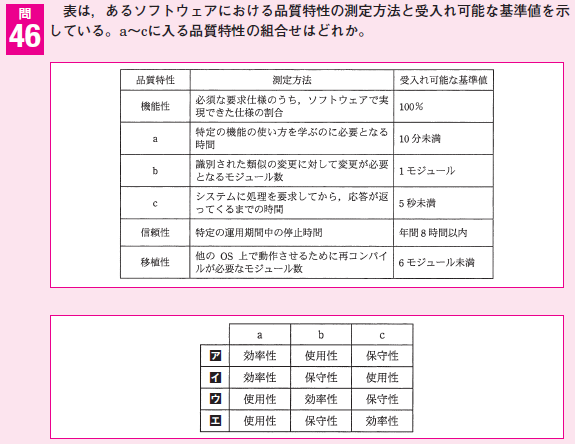 問
46
表は，あるソフトウェアにおける品質特性の測定方法と受入れ可能な基準値を示
している。a～cに入る品質特性の組合せはどれか。
品質特性 測定方法 受入れ可能な基準値
機能性 必須な要求仕様のうち，ソフトウェアで実 100%
現できた仕様の割合
a 特定の機能の使い方を学ぶのに必要となる 10 分未満
時間
b 識別された類似の変更に対して変更が必要 1 モジュール
となるモジュール数
c システムに処理を要求してから，応答が返 5 秒未満
ってくるまでの時間
信頼性 特定の運用期間中の停止時間 年間 8 時間以内
移植性 他の OS 上で動作させるために再コンパイ 6 モジュール未満
ルが必要なモジュール数
a b c
ア 効率性 使用性 保守性
イ 効率性 保守性 使用性
ウ 使用性 効率性 保守性
エ 使用性 保守性 効率性